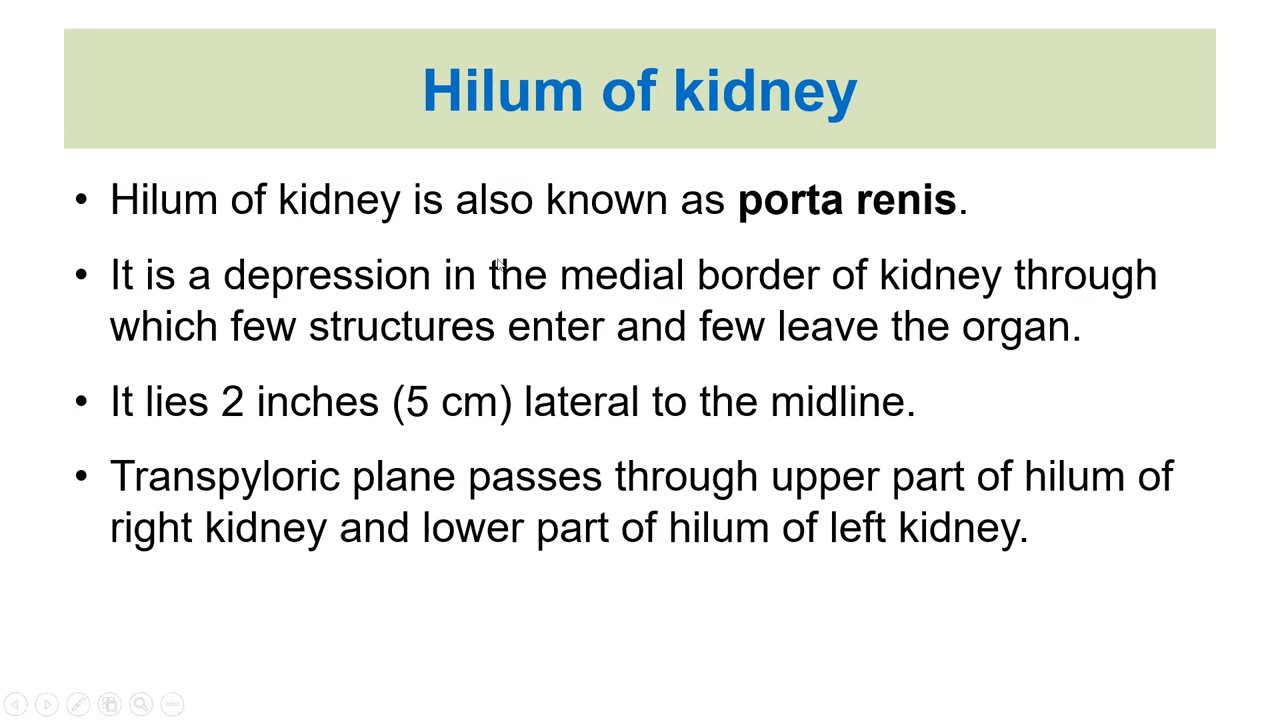 Hilum of kidney
• Hilum of kidney is also known as porta renis.
• It is a depression in the medial border of kidney through
which few structures enter and few leave the organ.
• It lies 2 inches (5 cm) lateral to the midline.
• Transpyloric plane passes through upper part of hilum of
right kidney and lower part of hilum of left kidney.